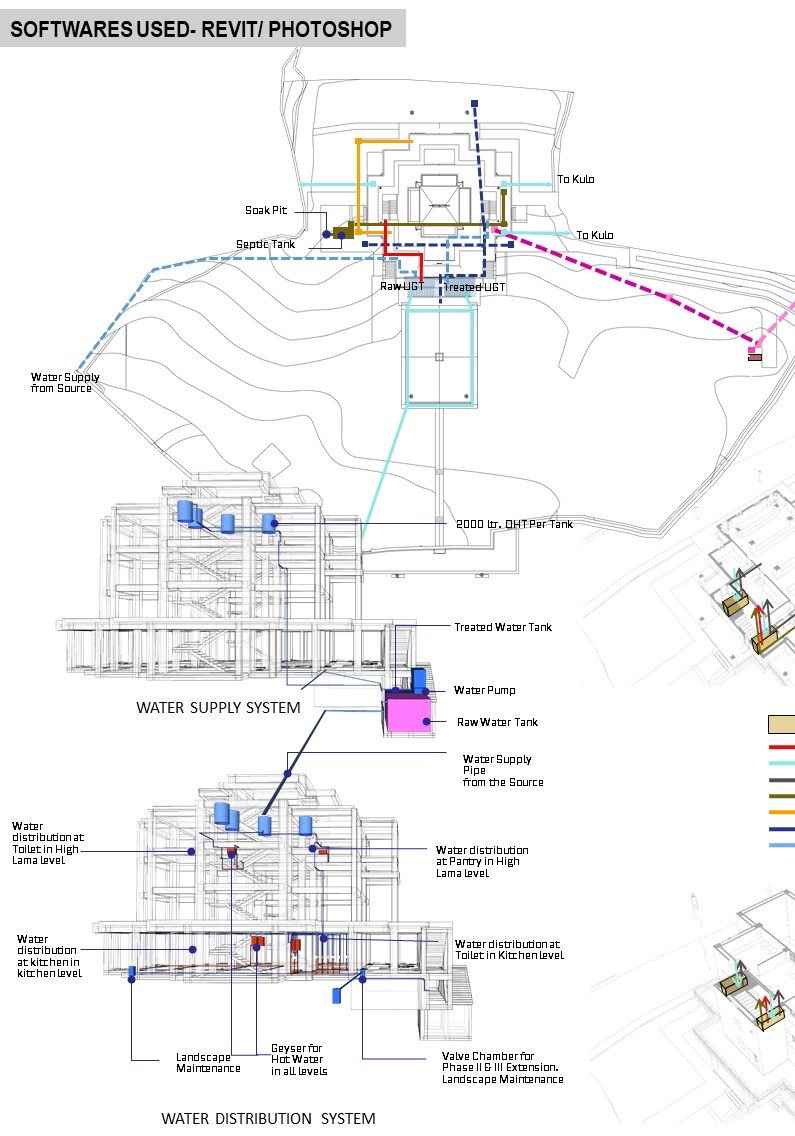 SOFTWARES USED- REVIT/ PHOTOSHOP
To Kulo
Soak Pit
To Kulo
Septic Tank
Raw UGT
Treated UGT
Water Supply
from Source
2000 ltr. OHT Per Tank
Treated Water Tank
Water Pump
WATER SUPPLY SYSTEM
Raw Water Tank
Water Supply
Pipe
from the Source
Water
distribution at
Toilet in High
Lama level
Water distribution
at Pantry in High
Lama level
Water
distribution
at kitchen in
kitchen level
Water distribution at
Toilet in Kitchen level
Landscape
Maintenance
Geyser for
Hot Water
in all levels
Valve Chamber for
Phase II & III Extension.
Landscape Maintenance
WATER DISTRIBUTION SYSTEM